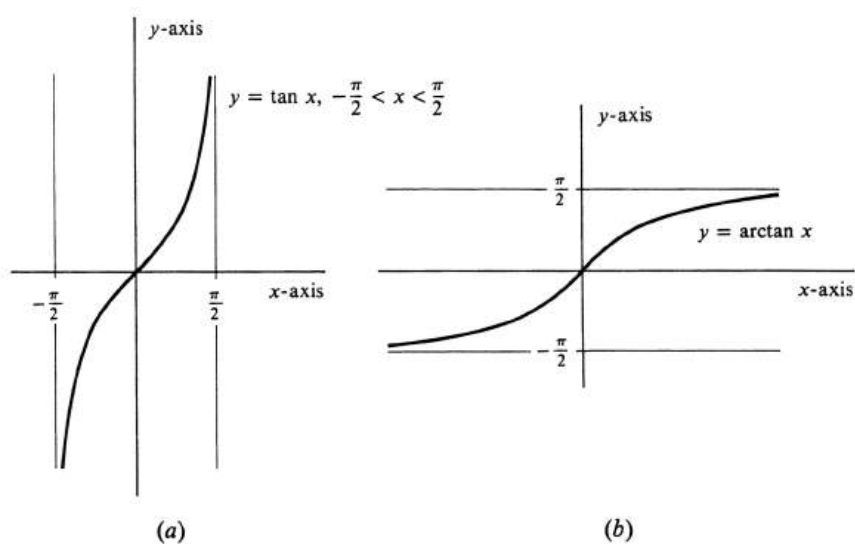 y-axis
y = tan x, −π/2 < x < π/2
−π/2
π/2
x-axis
(a)
y-axis
π/2
y = arctan x
x-axis
−π/2
(b)